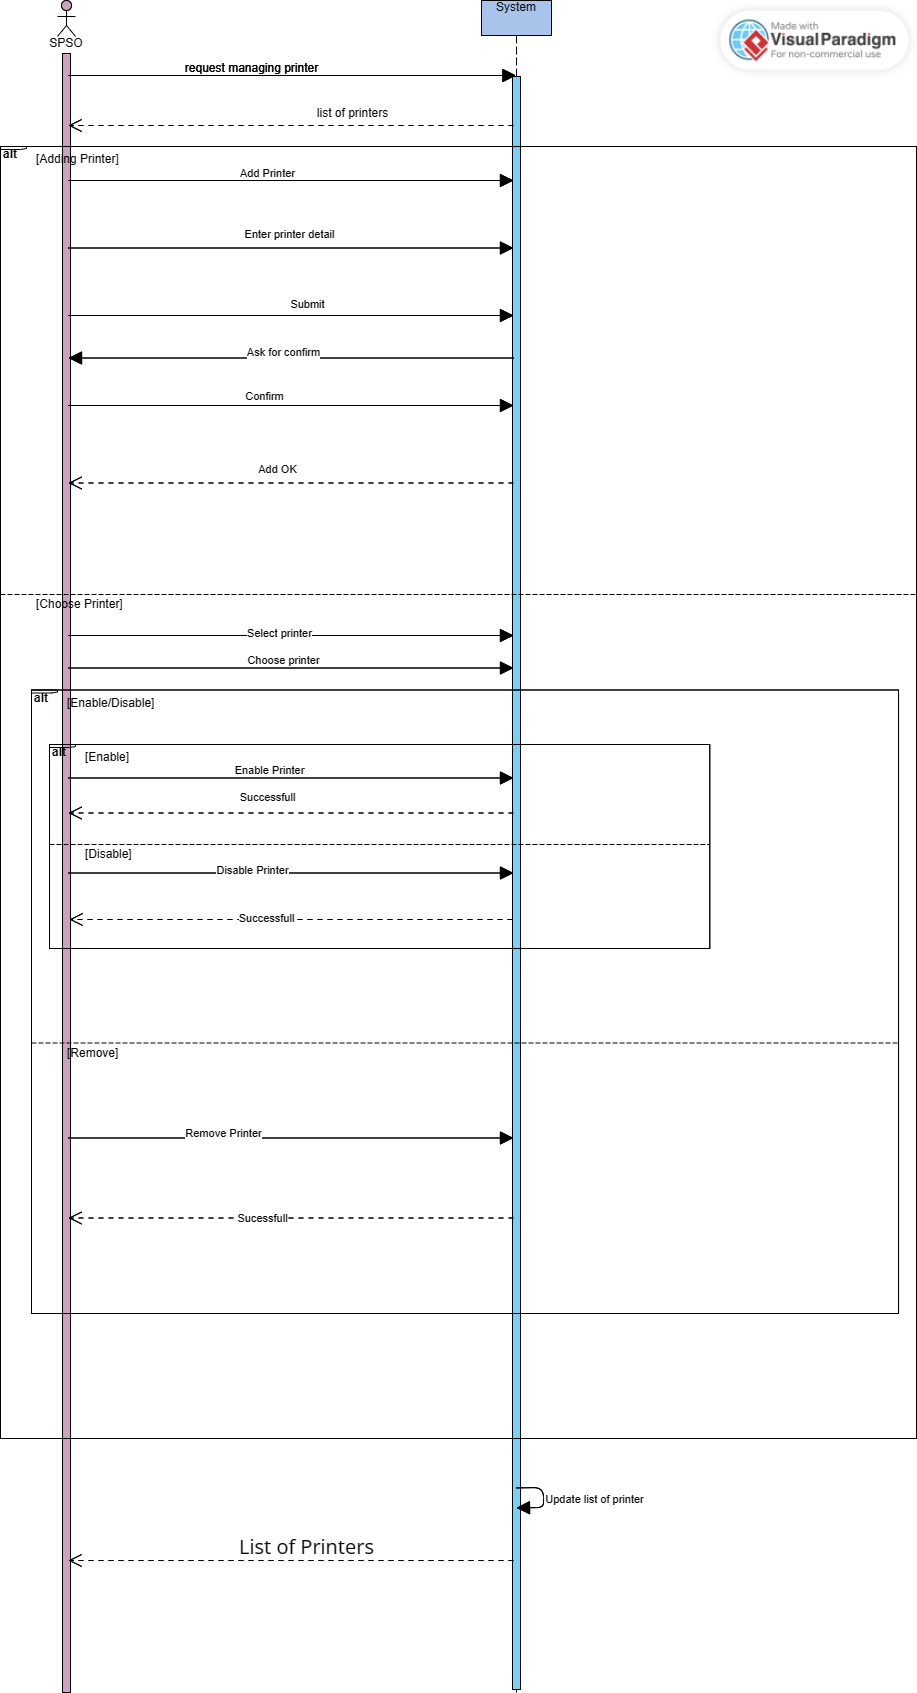 System
SPSO
Made with
Visual Paradigm
For non-commercial use
request managing printer
list of printers
alt
[Adding Printer]
Add Printer
Enter printer detail
Submit
Ask for confirm
Confirm
Add OK
[Choose Printer]
Select printer
Choose printer
alt
[Enable/Disable]
alt
[Enable]
Enable Printer
Successfull
[Disable]
Disable Printer
Successfull
[Remove]
Remove Printer
Sucessfull
Update list of printer
List of Printers